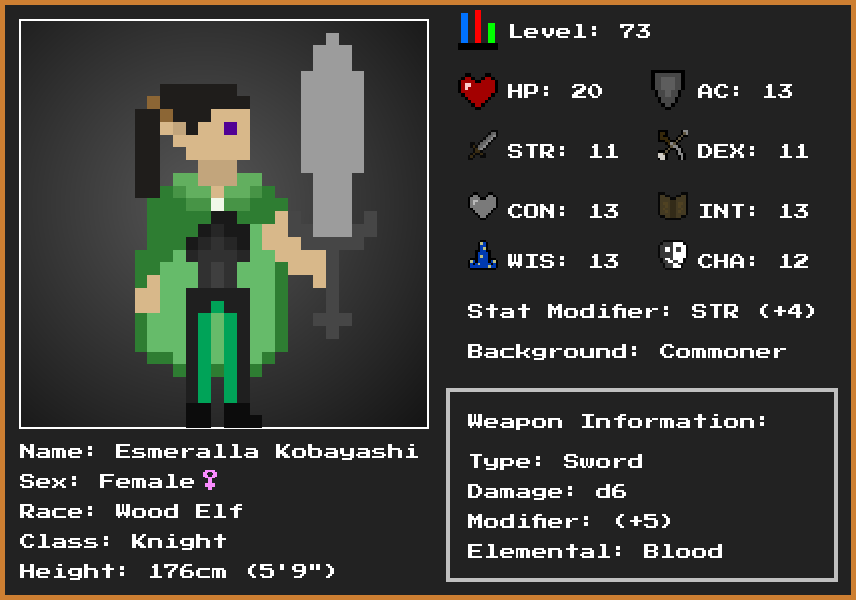 Level: 73
HP: 20
AC: 13
STR: 11
DEX: 11
CON: 13
INT: 13
WIS: 13
CHA: 12
Stat Modifier: STR (+4)
Background: Commoner
Weapon Information:
Type: Sword
Damage: d6
Modifier: (+5)
Elemental: Blood
Name: Esmeralla Kobayashi
Sex: Female♀
Race: Wood Elf
Class: Knight
Height: 176cm (5'9")